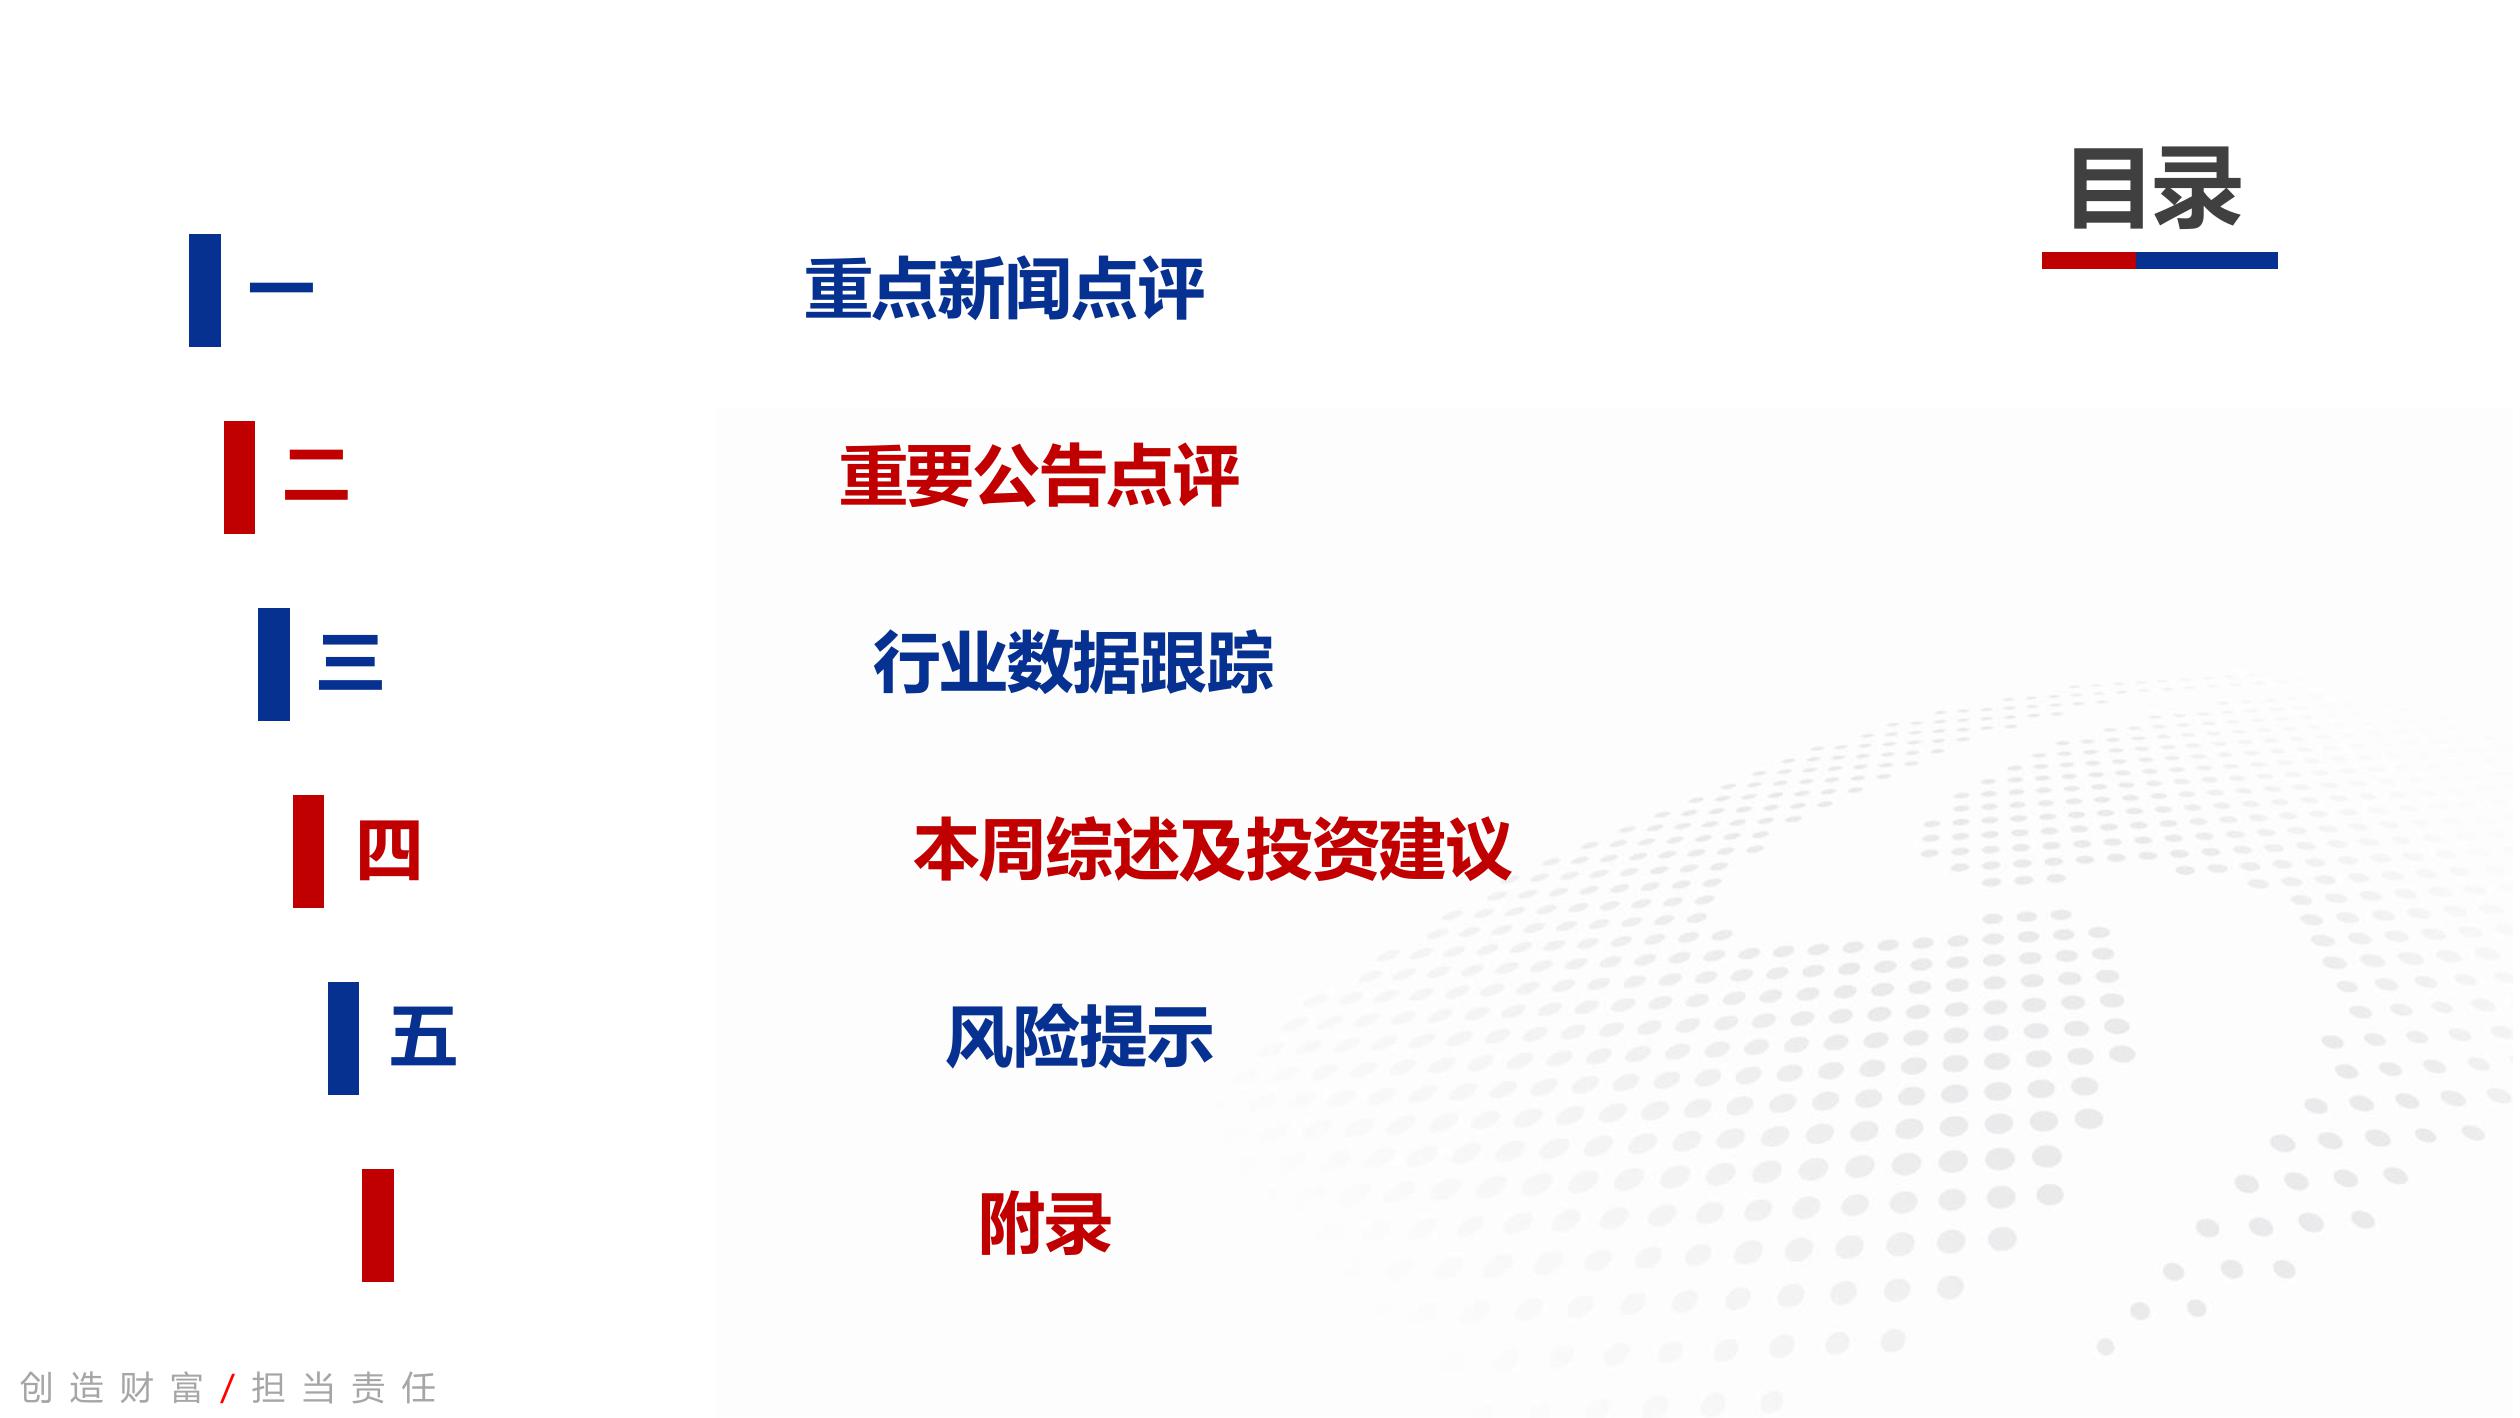 目录
一 重点新闻点评
二 重要公告点评
三 行业数据跟踪
四 本周综述及投资建议
五 风险提示
附录
创造财富/担当责任